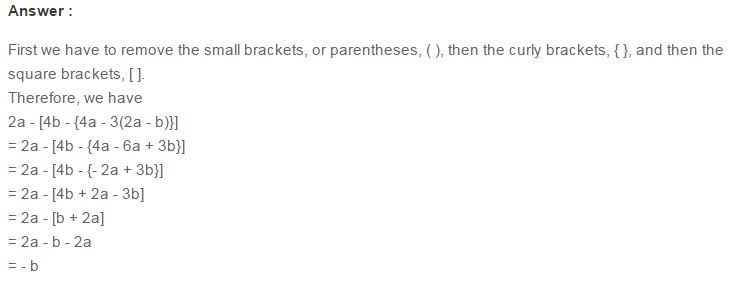 Answer :
First we have to remove the small brackets, or parentheses, ( ), then the curly brackets, { }, and then the
square brackets, [ ].
Therefore, we have
2a - [4b - {4a - 3(2a - b)}]
= 2a - [4b - {4a - 6a + 3b}]
= 2a - [4b - {- 2a + 3b}]
= 2a - [4b + 2a - 3b]
= 2a - [b + 2a]
= 2a - b - 2a
= - b